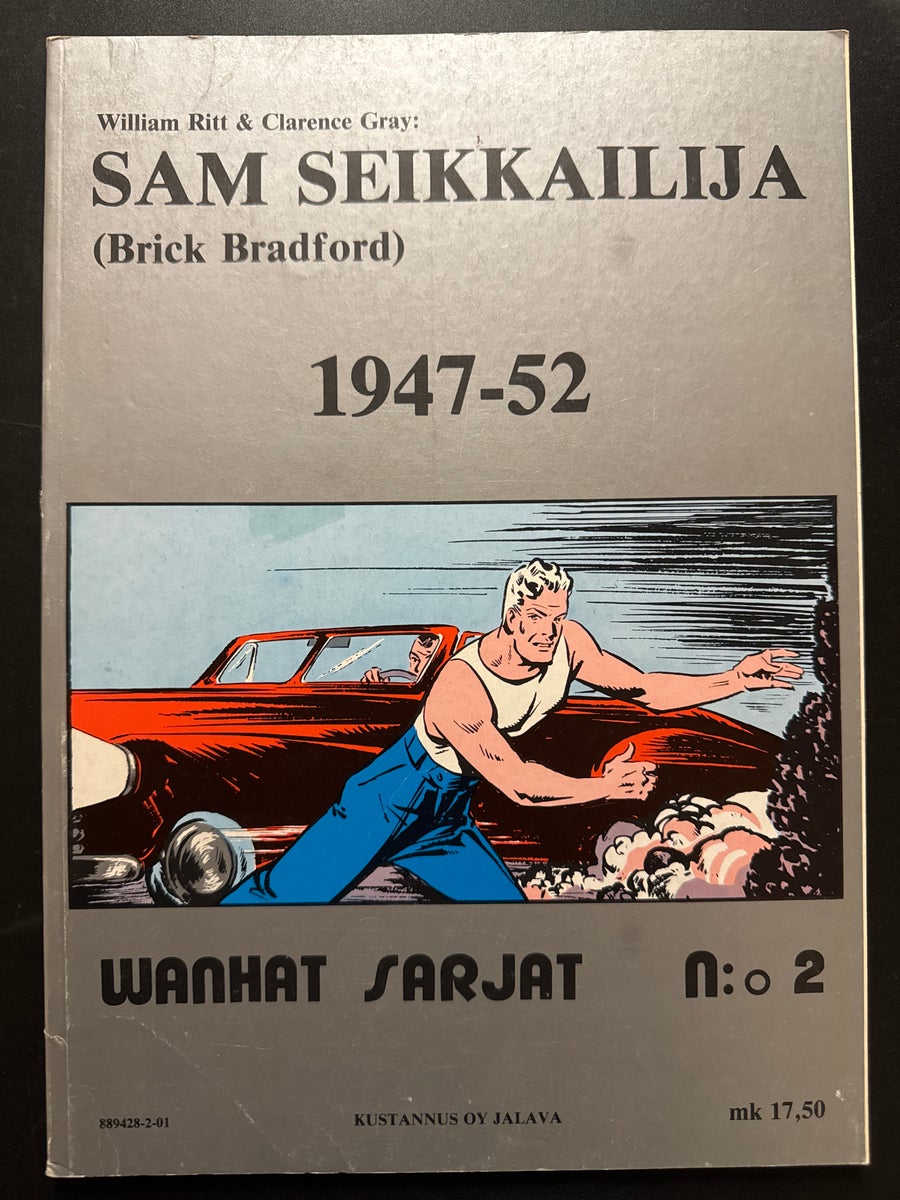 William Ritt & Clarence Gray:
SAM SEIKKAILIJA
(Brick Bradford)
1947-52
WANHAT SARJAT N:o 2
889428-2-01 KUSTANNUS OY JALAVA mk 17,50